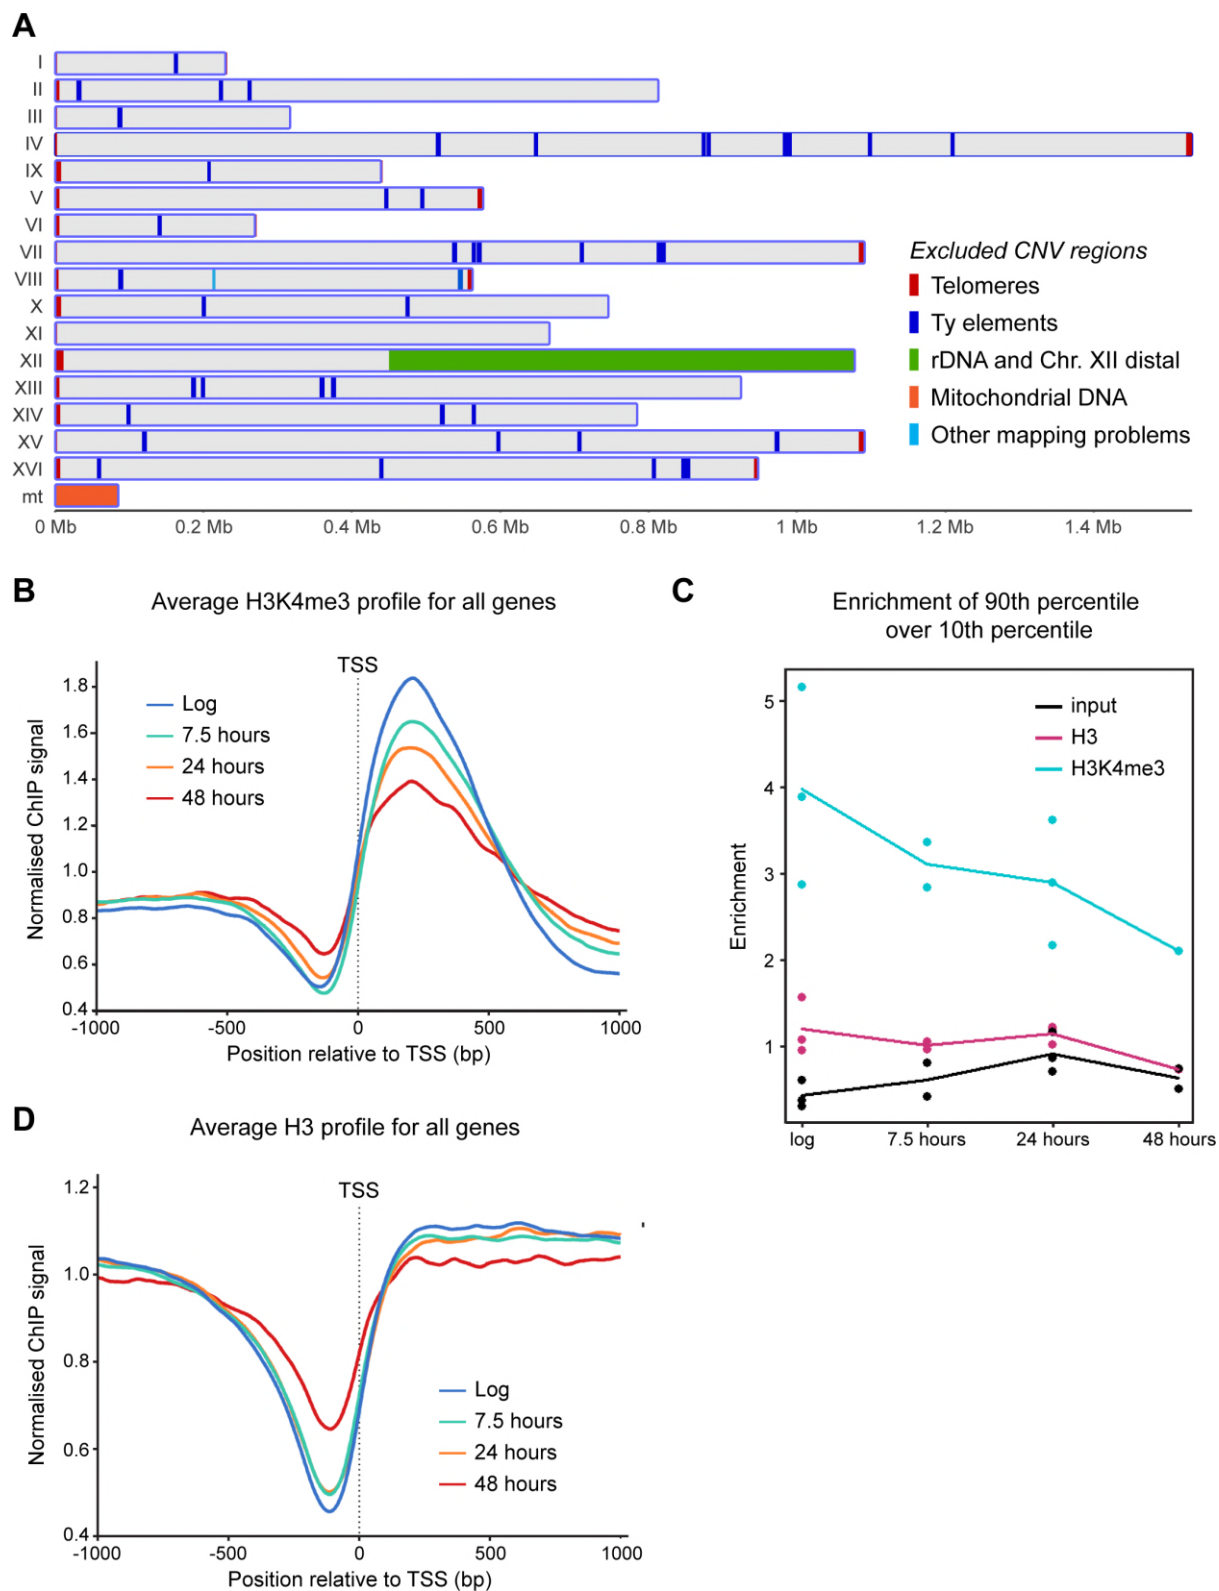 A
I
II
III
IV
IX
V
VI
VII
VIII
X
XI
XII
XIII
XIV
XV
XVI
mt
0 Mb 0.2 Mb 0.4 Mb 0.6 Mb 0.8 Mb 1 Mb 1.2 Mb 1.4 Mb
Excluded CNV regions
Telomeres
Ty elements
rDNA and Chr. XII distal
Mitochondrial DNA
Other mapping problems
B
Average H3K4me3 profile for all genes
TSS
Log
7.5 hours
24 hours
48 hours
Normalised ChIP signal
1.8
1.6
1.4
1.2
1.0
0.8
0.6
0.4
-1000 -500 0 500 1000
Position relative to TSS (bp)
C
Enrichment of 90th percentile
over 10th percentile
input
H3
H3K4me3
Enrichment
5
4
3
2
1
log 7.5 hours 24 hours 48 hours
D
Average H3 profile for all genes
TSS
Normalised ChIP signal
1.2
1.0
0.8
0.6
0.4
Log
7.5 hours
24 hours
48 hours
-1000 -500 0 500 1000
Position relative to TSS (bp)